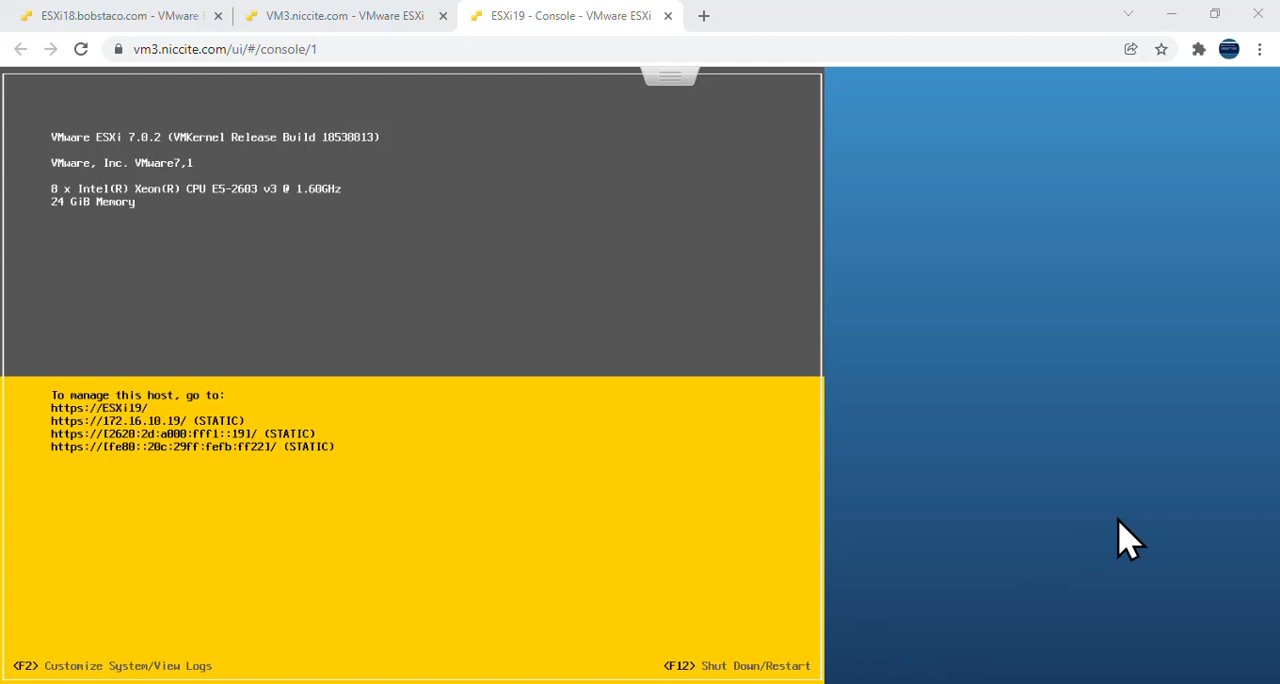 ESXi18.bobstaco.com - VMware
VM3.niccite.com - VMware ESXi
ESXi19 - Console - VMware ESXi
vm3.niccite.com/ui/#/console/1
VMware ESXi 7.0.2 (VMKernel Release Build 18538813)
VMware, Inc. VMware7,1
8 x Intel(R) Xeon(R) CPU E5-2603 v3 @ 1.60GHz
24 GiB Memory
To manage this host, go to:
https://ESXi19/
https://172.16.10.19/ (STATIC)
https://[2620:2d:a000:fff1::19]/ (STATIC)
https://[fe80::20c:29ff:fefb:ff22]/ (STATIC)
<F2> Customize System/View Logs
<F12> Shut Down/Restart